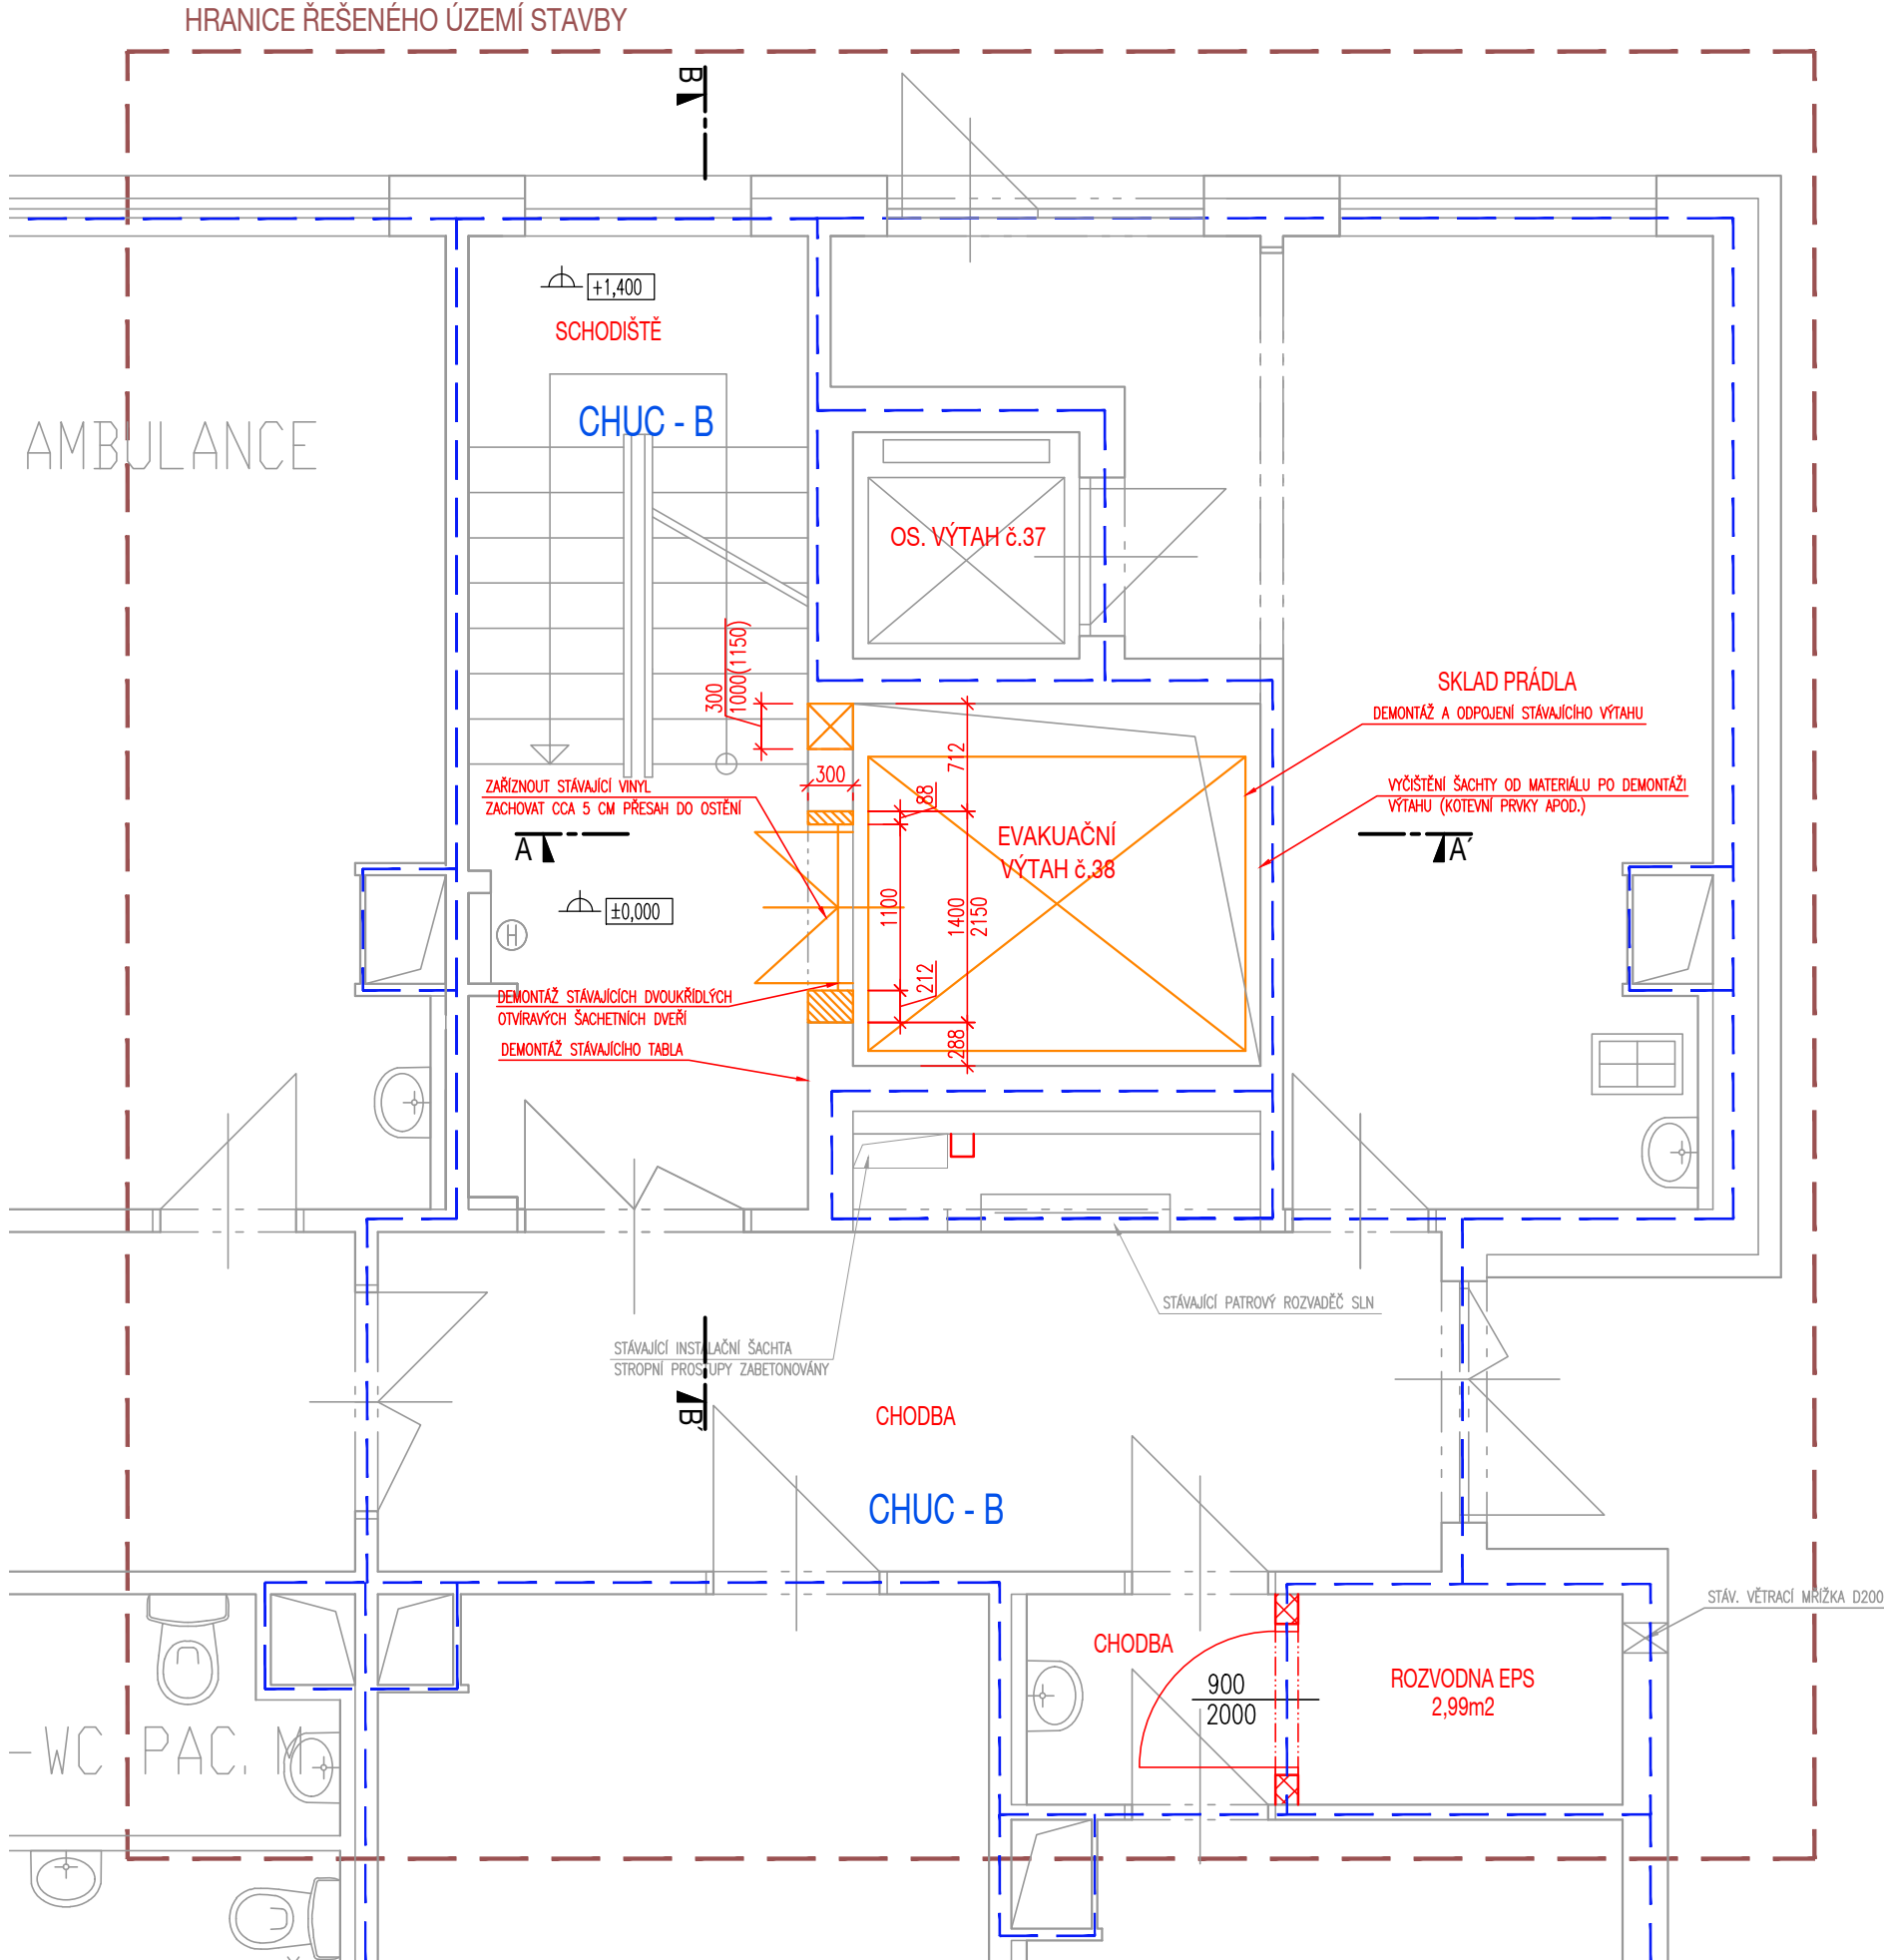 HRANICE ŘEŠENÉHO ÚZEMÍ STAVBY
B
+1,400
SCHODIŠTĚ
CHUC - B
AMBULANCE
OS. VÝTAH č.37
300
1000(1150)
SKLAD PRÁDLA
DEMONTÁŽ A ODPOJENÍ STÁVAJÍCÍHO VÝTAHU
712
300
88
ZAŘÍZNOUT STÁVAJÍCÍ VINYL
ZACHOVAT CCA 5 CM PŘESAH DO OSTĚNÍ
VYČIŠTĚNÍ ŠACHTY OD MATERIÁLU PO DEMONTÁŽI
VÝTAHU (KOTEVNÍ PRVKY APOD.)
EVAKUAČNÍ
VÝTAH č.38
A
A´
±0,000
H
1100
1400
2150
212
288
DEMONTÁŽ STÁVAJÍCÍCH DVOUKŘÍDLÝCH
OTVÍRAVÝCH ŠACHETNÍCH DVEŘÍ
DEMONTÁŽ STÁVAJÍCÍHO TABLA
STÁVAJÍCÍ PATROVÝ ROZVADĚČ SLN
STÁVAJÍCÍ INSTALAČNÍ ŠACHTA
STROPNÍ PROSTUPY ZABETONOVÁNY
B´
CHODBA
CHUC - B
STÁV. VĚTRACÍ MŘÍŽKA D200
CHODBA
900
2000
ROZVODNA EPS
2,99m2
-WC PAC. M